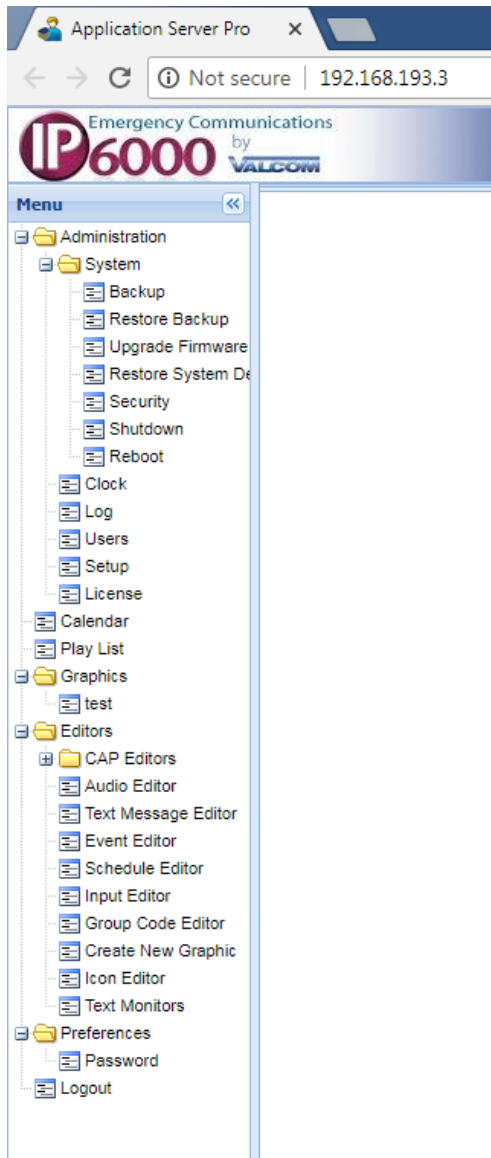 Application Server Pro
Not secure | 192.168.193.3
Emergency Communications
IP6000 by
VALCOM
Menu
Administration
System
Backup
Restore Backup
Upgrade Firmware
Restore System De
Security
Shutdown
Reboot
Clock
Log
Users
Setup
License
Calendar
Play List
Graphics
test
Editors
CAP Editors
Audio Editor
Text Message Editor
Event Editor
Schedule Editor
Input Editor
Group Code Editor
Create New Graphic
Icon Editor
Text Monitors
Preferences
Password
Logout